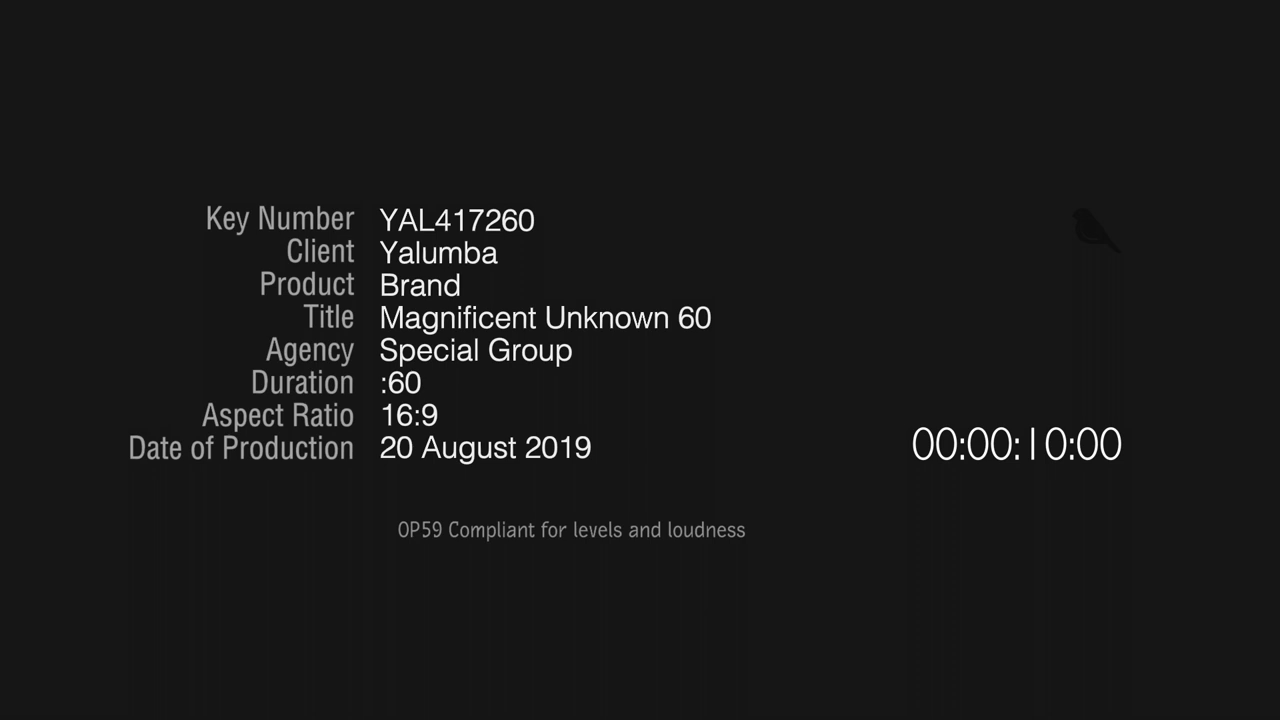 Key Number YAL417260
Client Yalumba
Product Brand
Title Magnificent Unknown 60
Agency Special Group
Duration :60
Aspect Ratio 16:9
Date of Production 20 August 2019
00:00:10:00
OP59 Compliant for levels and loudness